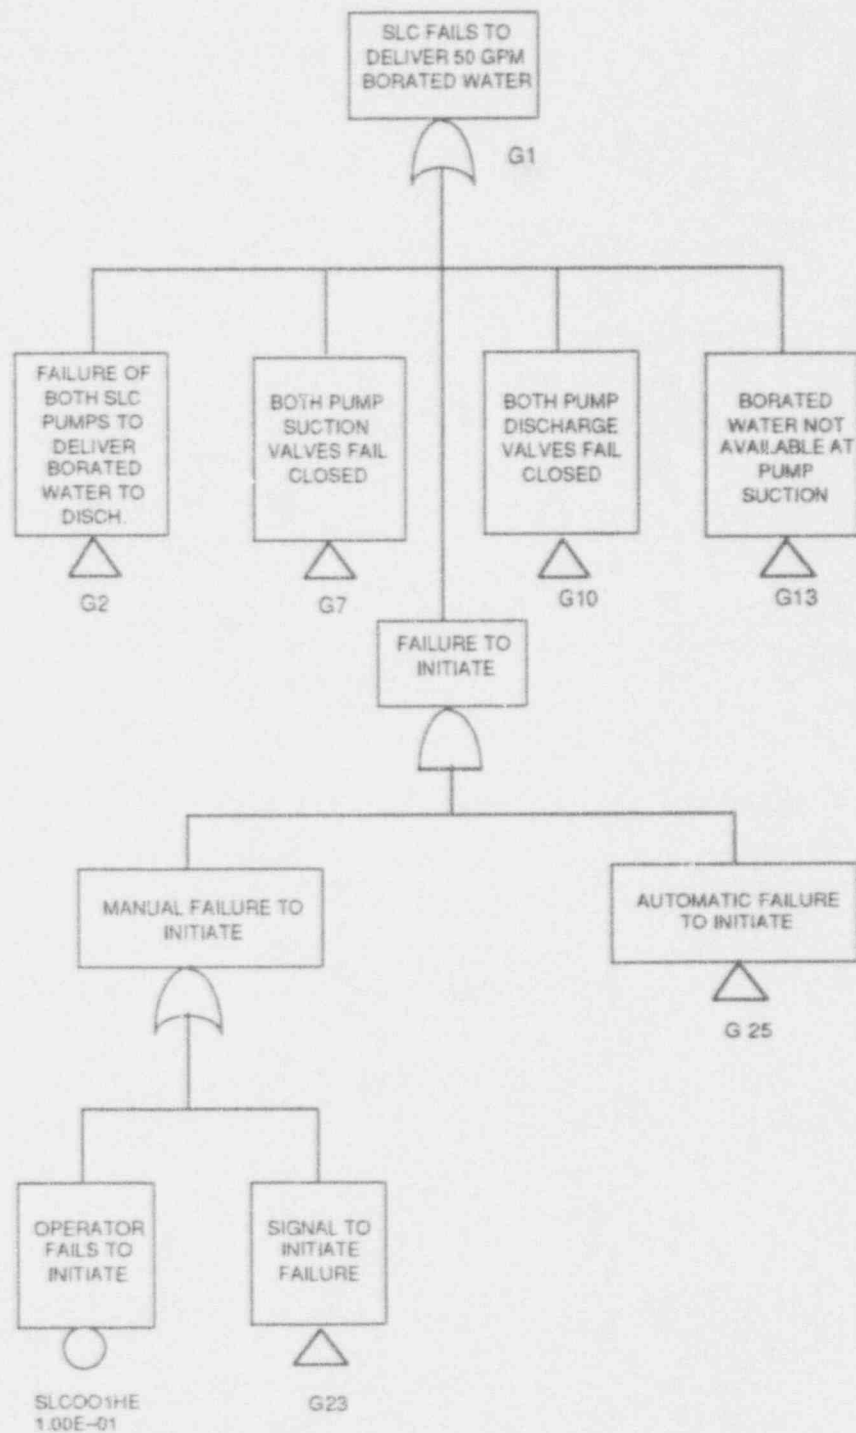 SLC FAILS TO
DELIVER 50 GPM
BORATED WATER
G1
FAILURE OF
BOTH SLC
PUMPS TO
DELIVER
BORATED
WATER TO
DISCH.
G2
BOTH PUMP
SUCTION
VALVES FAIL
CLOSED
G7
BOTH PUMP
DISCHARGE
VALVES FAIL
CLOSED
G10
BORATED
WATER NOT
AVAILABLE AT
PUMP
SUCTION
G13
FAILURE TO
INITIATE
MANUAL FAILURE TO
INITIATE
AUTOMATIC FAILURE
TO INITIATE
G 25
OPERATOR
FAILS TO
INITIATE
SLCOO1HE
1.00E–01
SIGNAL TO
INITIATE
FAILURE
G23